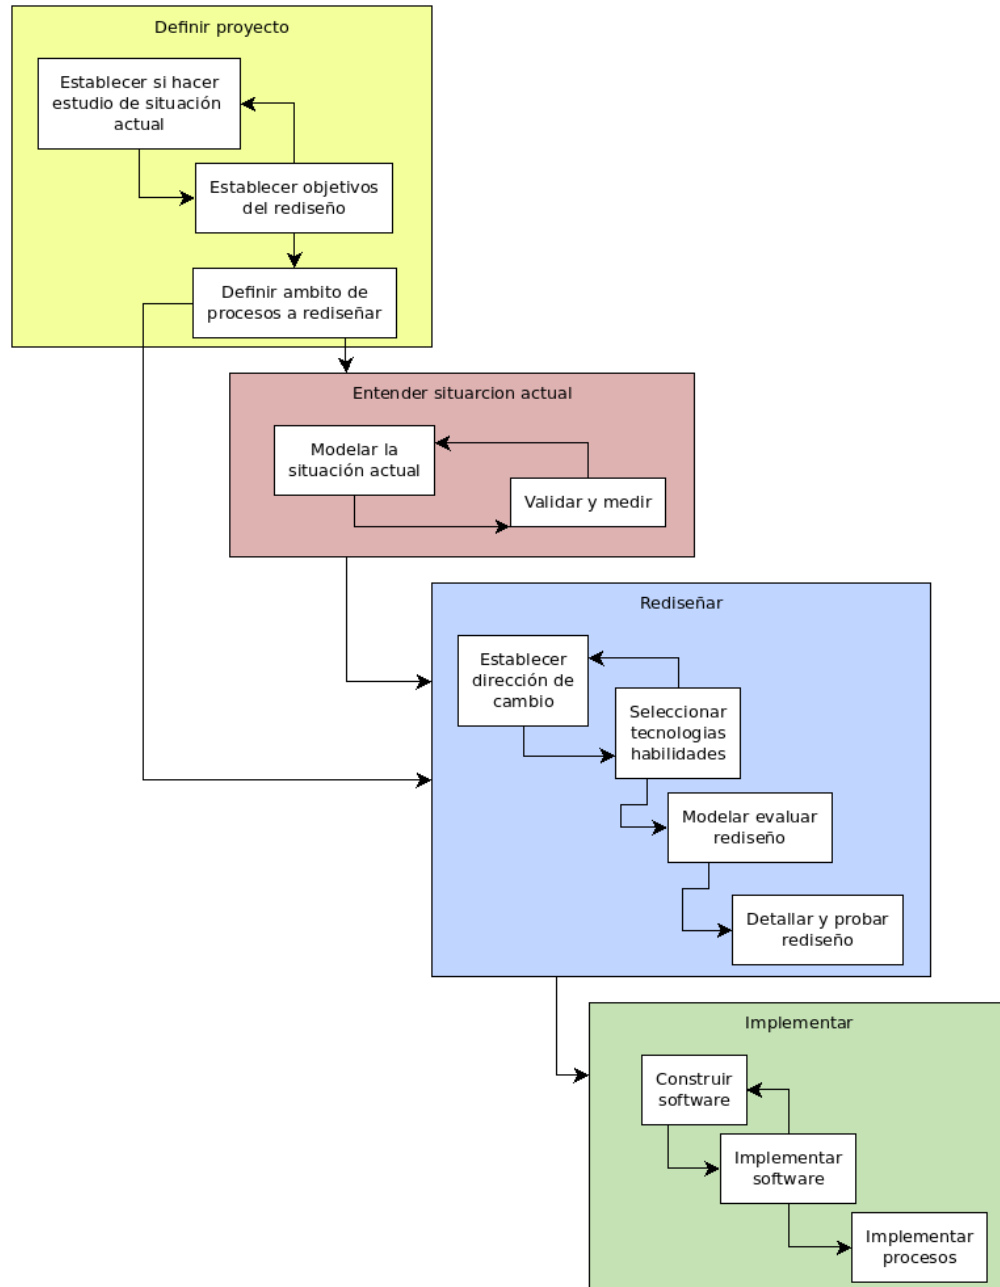 Definir proyecto
Establecer si hacer
estudio de situación
actual
Establecer objetivos
del rediseño
Definir ambito de
procesos a rediseñar
Entender situarcion actual
Modelar la
situación actual
Validar y medir
Rediseñar
Establecer
dirección de
cambio
Seleccionar
tecnologias
habilidades
Modelar evaluar
rediseño
Detallar y probar
rediseño
Implementar
Construir
software
Implementar
software
Implementar
procesos